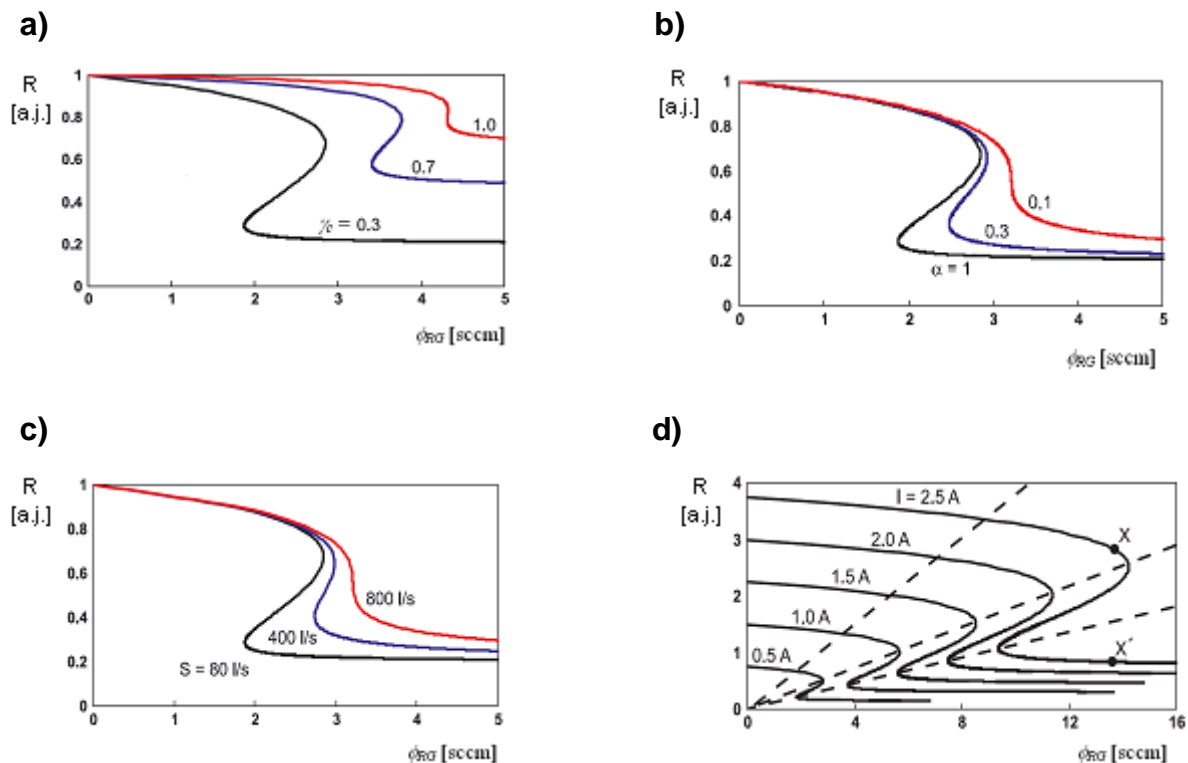 a)
R
[a.j.]
1
0.8
0.6
0.4
0.2
0
1.0
0.7
γc = 0.3
0 1 2 3 4 5
ϕRG [sccm]
b)
R
[a.j.]
1
0.8
0.6
0.4
0.2
0
0.1
0.3
α = 1
0 1 2 3 4 5
ϕRG [sccm]
c)
R
[a.j.]
1
0.8
0.6
0.4
0.2
0
800 l/s
400 l/s
S = 80 l/s
0 1 2 3 4 5
ϕRG [sccm]
d)
R
[a.j.]
4
3
2
1
0
I = 2.5 A
X
2.0 A
1.5 A
1.0 A
0.5 A
X´
0 4 8 12 16
ϕRG [sccm]